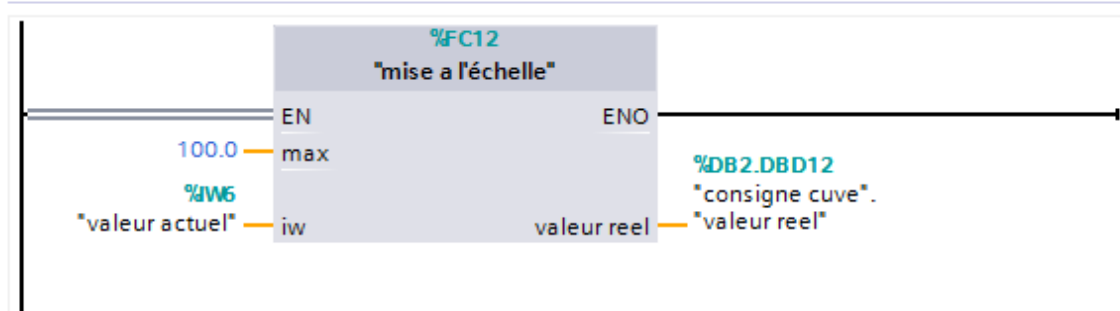 %FC12
"mise a l'échelle"
EN ENO
100.0 max
%IW6
"valeur actuel" iw
valeur reel
%DB2.DBD12
"consigne cuve".
"valeur reel"